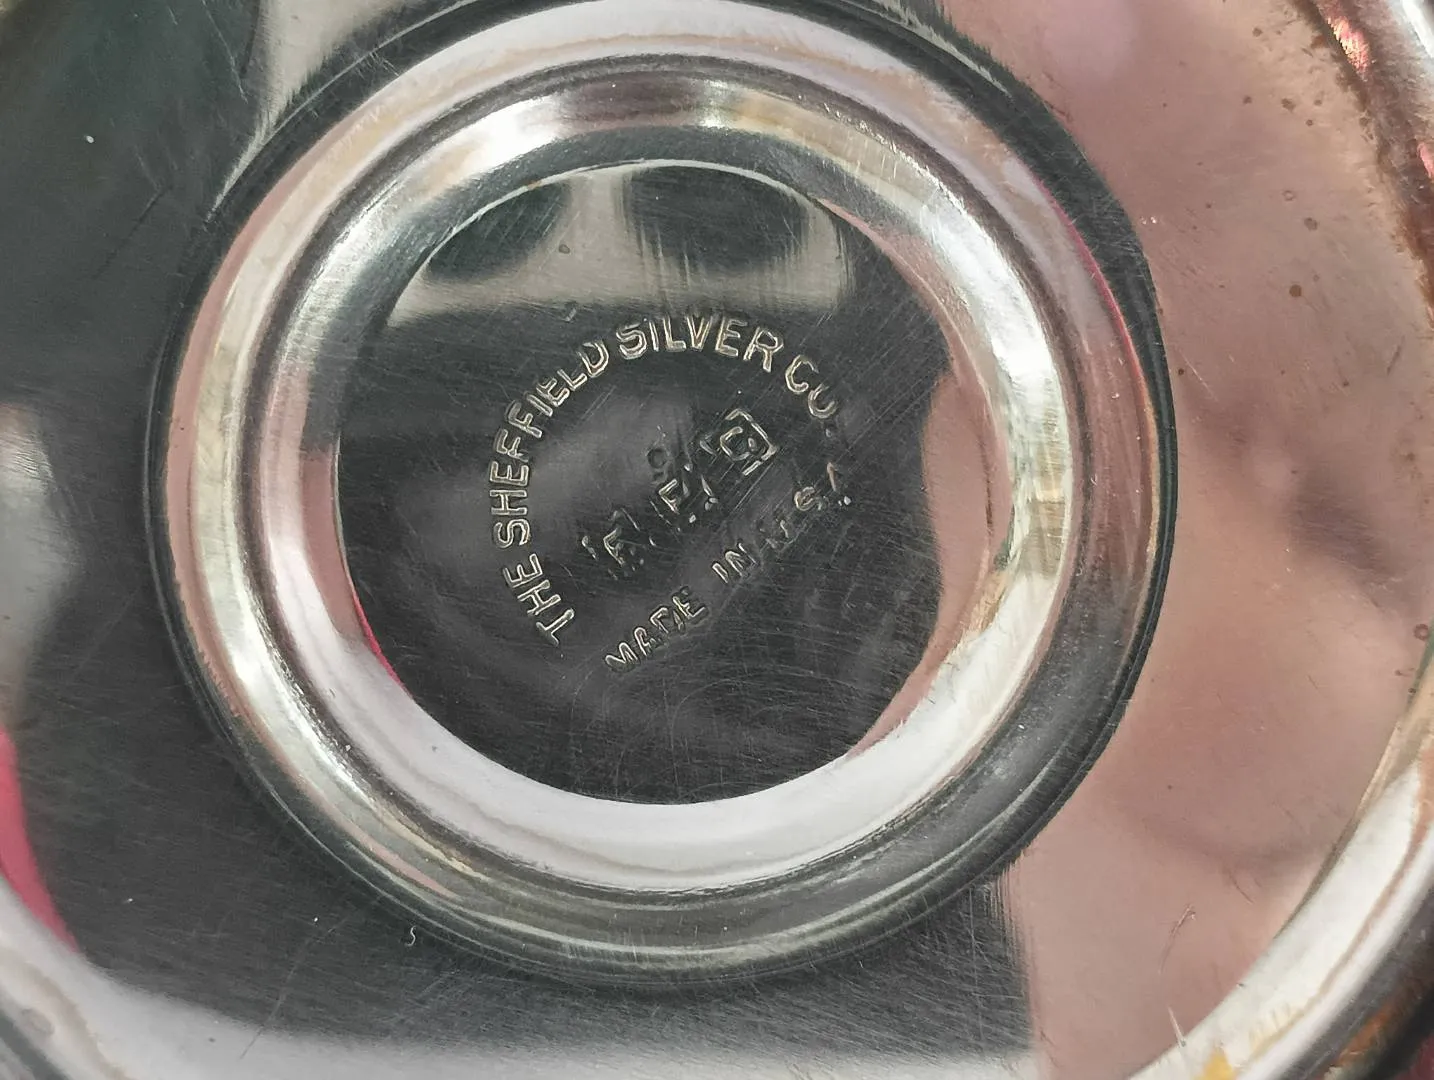 THE SHEFFIELD SILVER CO.
MADE IN U.S.A.